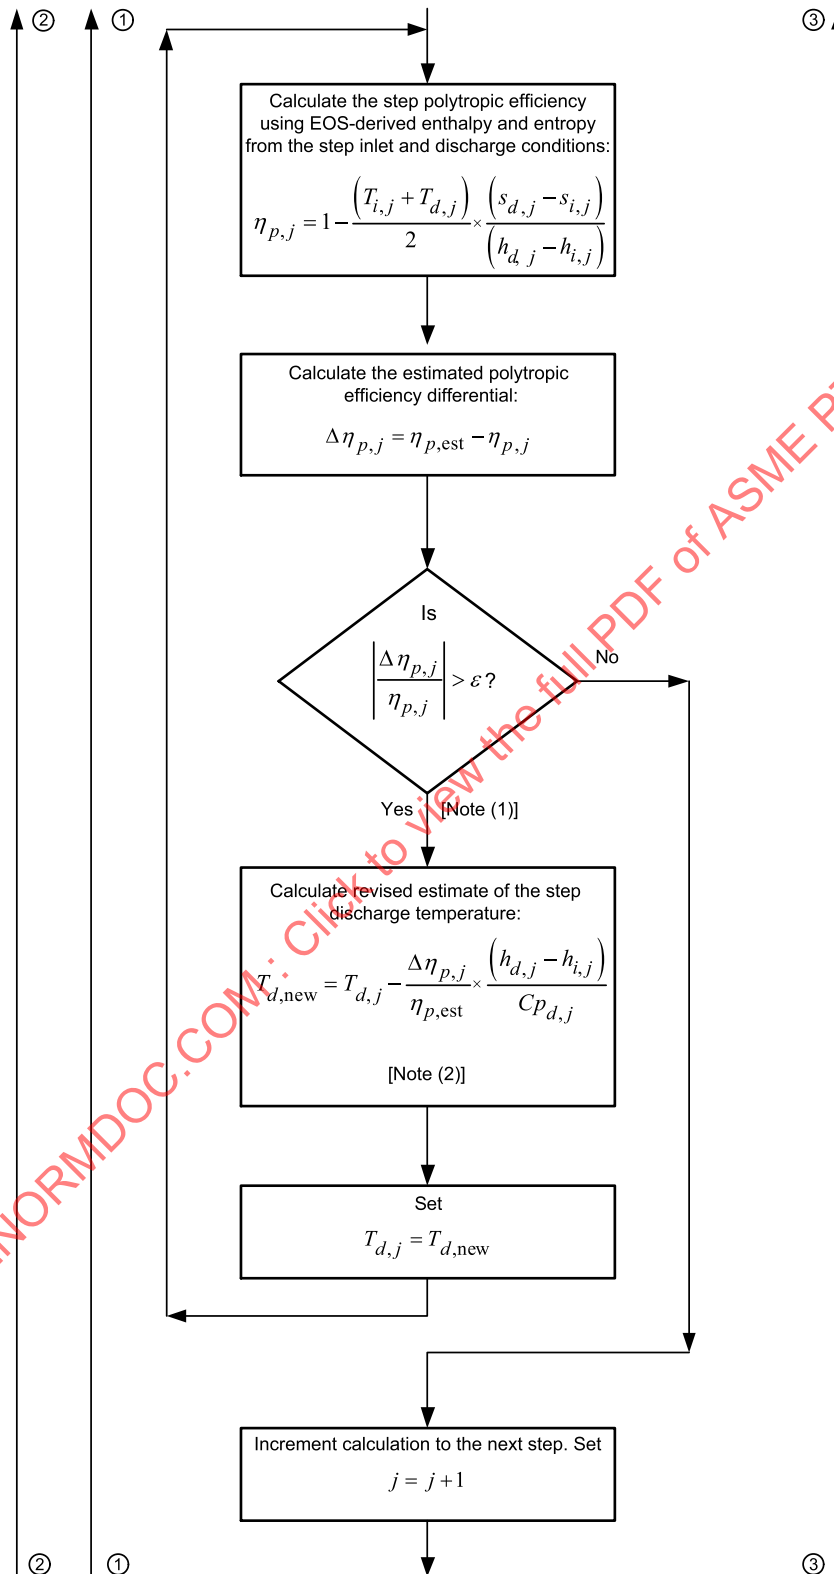 ② ① ③
Calculate the step polytropic efficiency
using EOS-derived enthalpy and entropy
from the step inlet and discharge conditions:
η_{p,j} = 1 − (T_{i,j} + T_{d,j}) / 2 × (s_{d,j} − s_{i,j}) / (h_{d,j} − h_{i,j})
Calculate the estimated polytropic
efficiency differential:
Δη_{p,j} = η_{p,est} − η_{p,j}
Is
|Δη_{p,j} / η_{p,j}| > ε?
No
Yes [Note (1)]
Calculate revised estimate of the step
discharge temperature:
T_{d,new} = T_{d,j} − Δη_{p,j} / η_{p,est} × (h_{d,j} − h_{i,j}) / Cp_{d,j}
[Note (2)]
Set
T_{d,j} = T_{d,new}
Increment calculation to the next step. Set
j = j+1
② ① ③
NORMDOC.COM : Click to view the full PDF of ASME